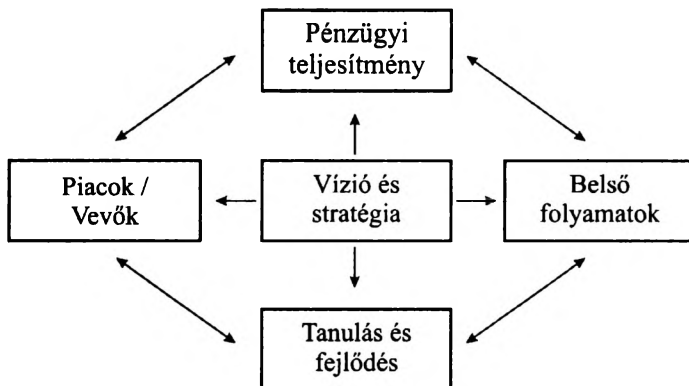 Pénzügyi
teljesítmény
Piacok /
Vevők
Vízió és
stratégia
Belső
folyamatok
Tanulás és
fejlődés